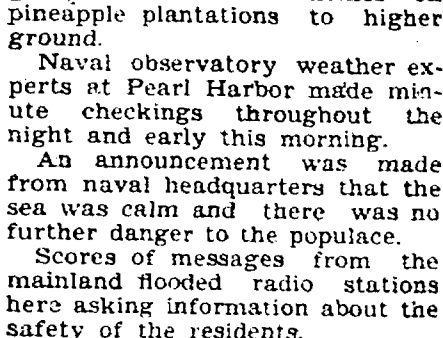 pineapple plantations to higher
ground.
Naval observatory weather ex-
perts at Pearl Harbor made min-
ute checkings throughout the
night and early this morning.
An announcement was made
from naval headquarters that the
sea was calm and there was no
further danger to the populace.
Scores of messages from the
mainland flooded radio stations
here asking information about the
safety of the residents.